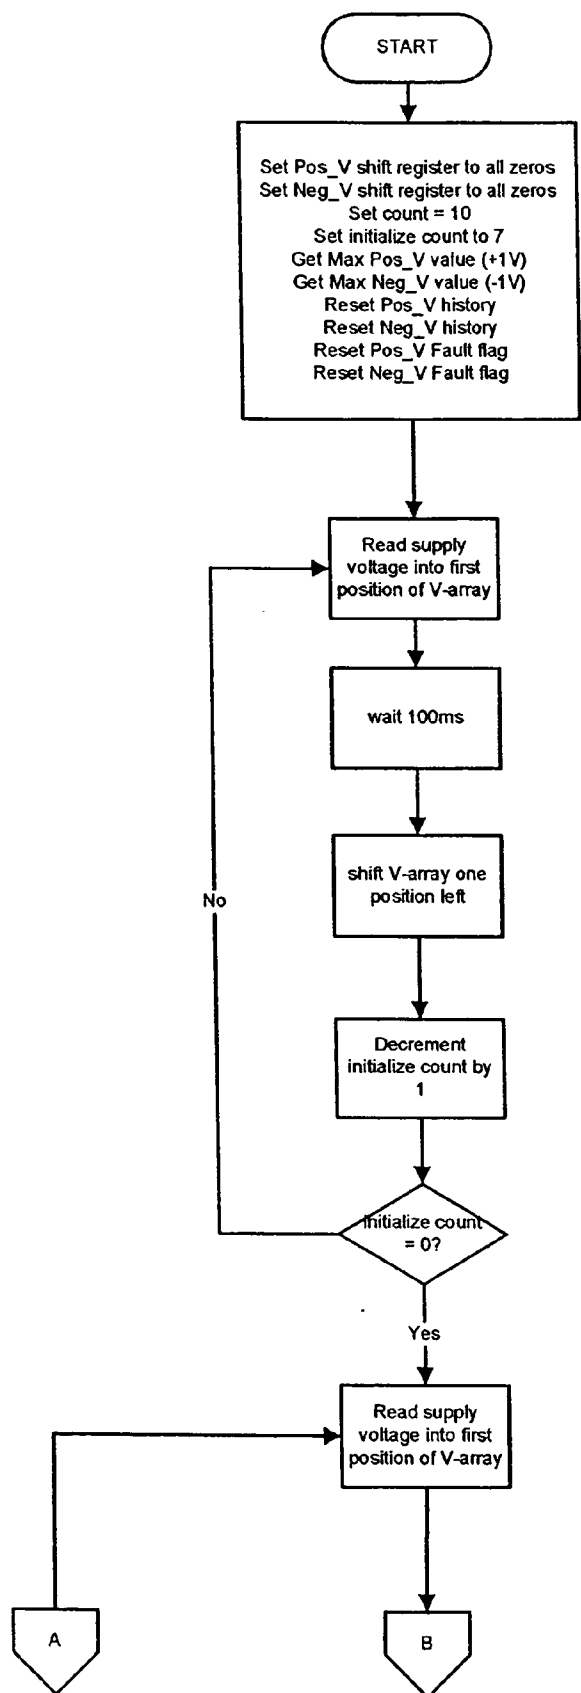 START
Set Pos_V shift register to all zeros
Set Neg_V shift register to all zeros
Set count = 10
Set initialize count to 7
Get Max Pos_V value (+1V)
Get Max Neg_V value (-1V)
Reset Pos_V history
Reset Neg_V history
Reset Pos_V Fault flag
Reset Neg_V Fault flag
Read supply
voltage into first
position of V-array
wait 100ms
shift V-array one
position left
No
Decrement
initialize count by
1
initialize count
= 0?
Yes
Read supply
voltage into first
position of V-array
A
B